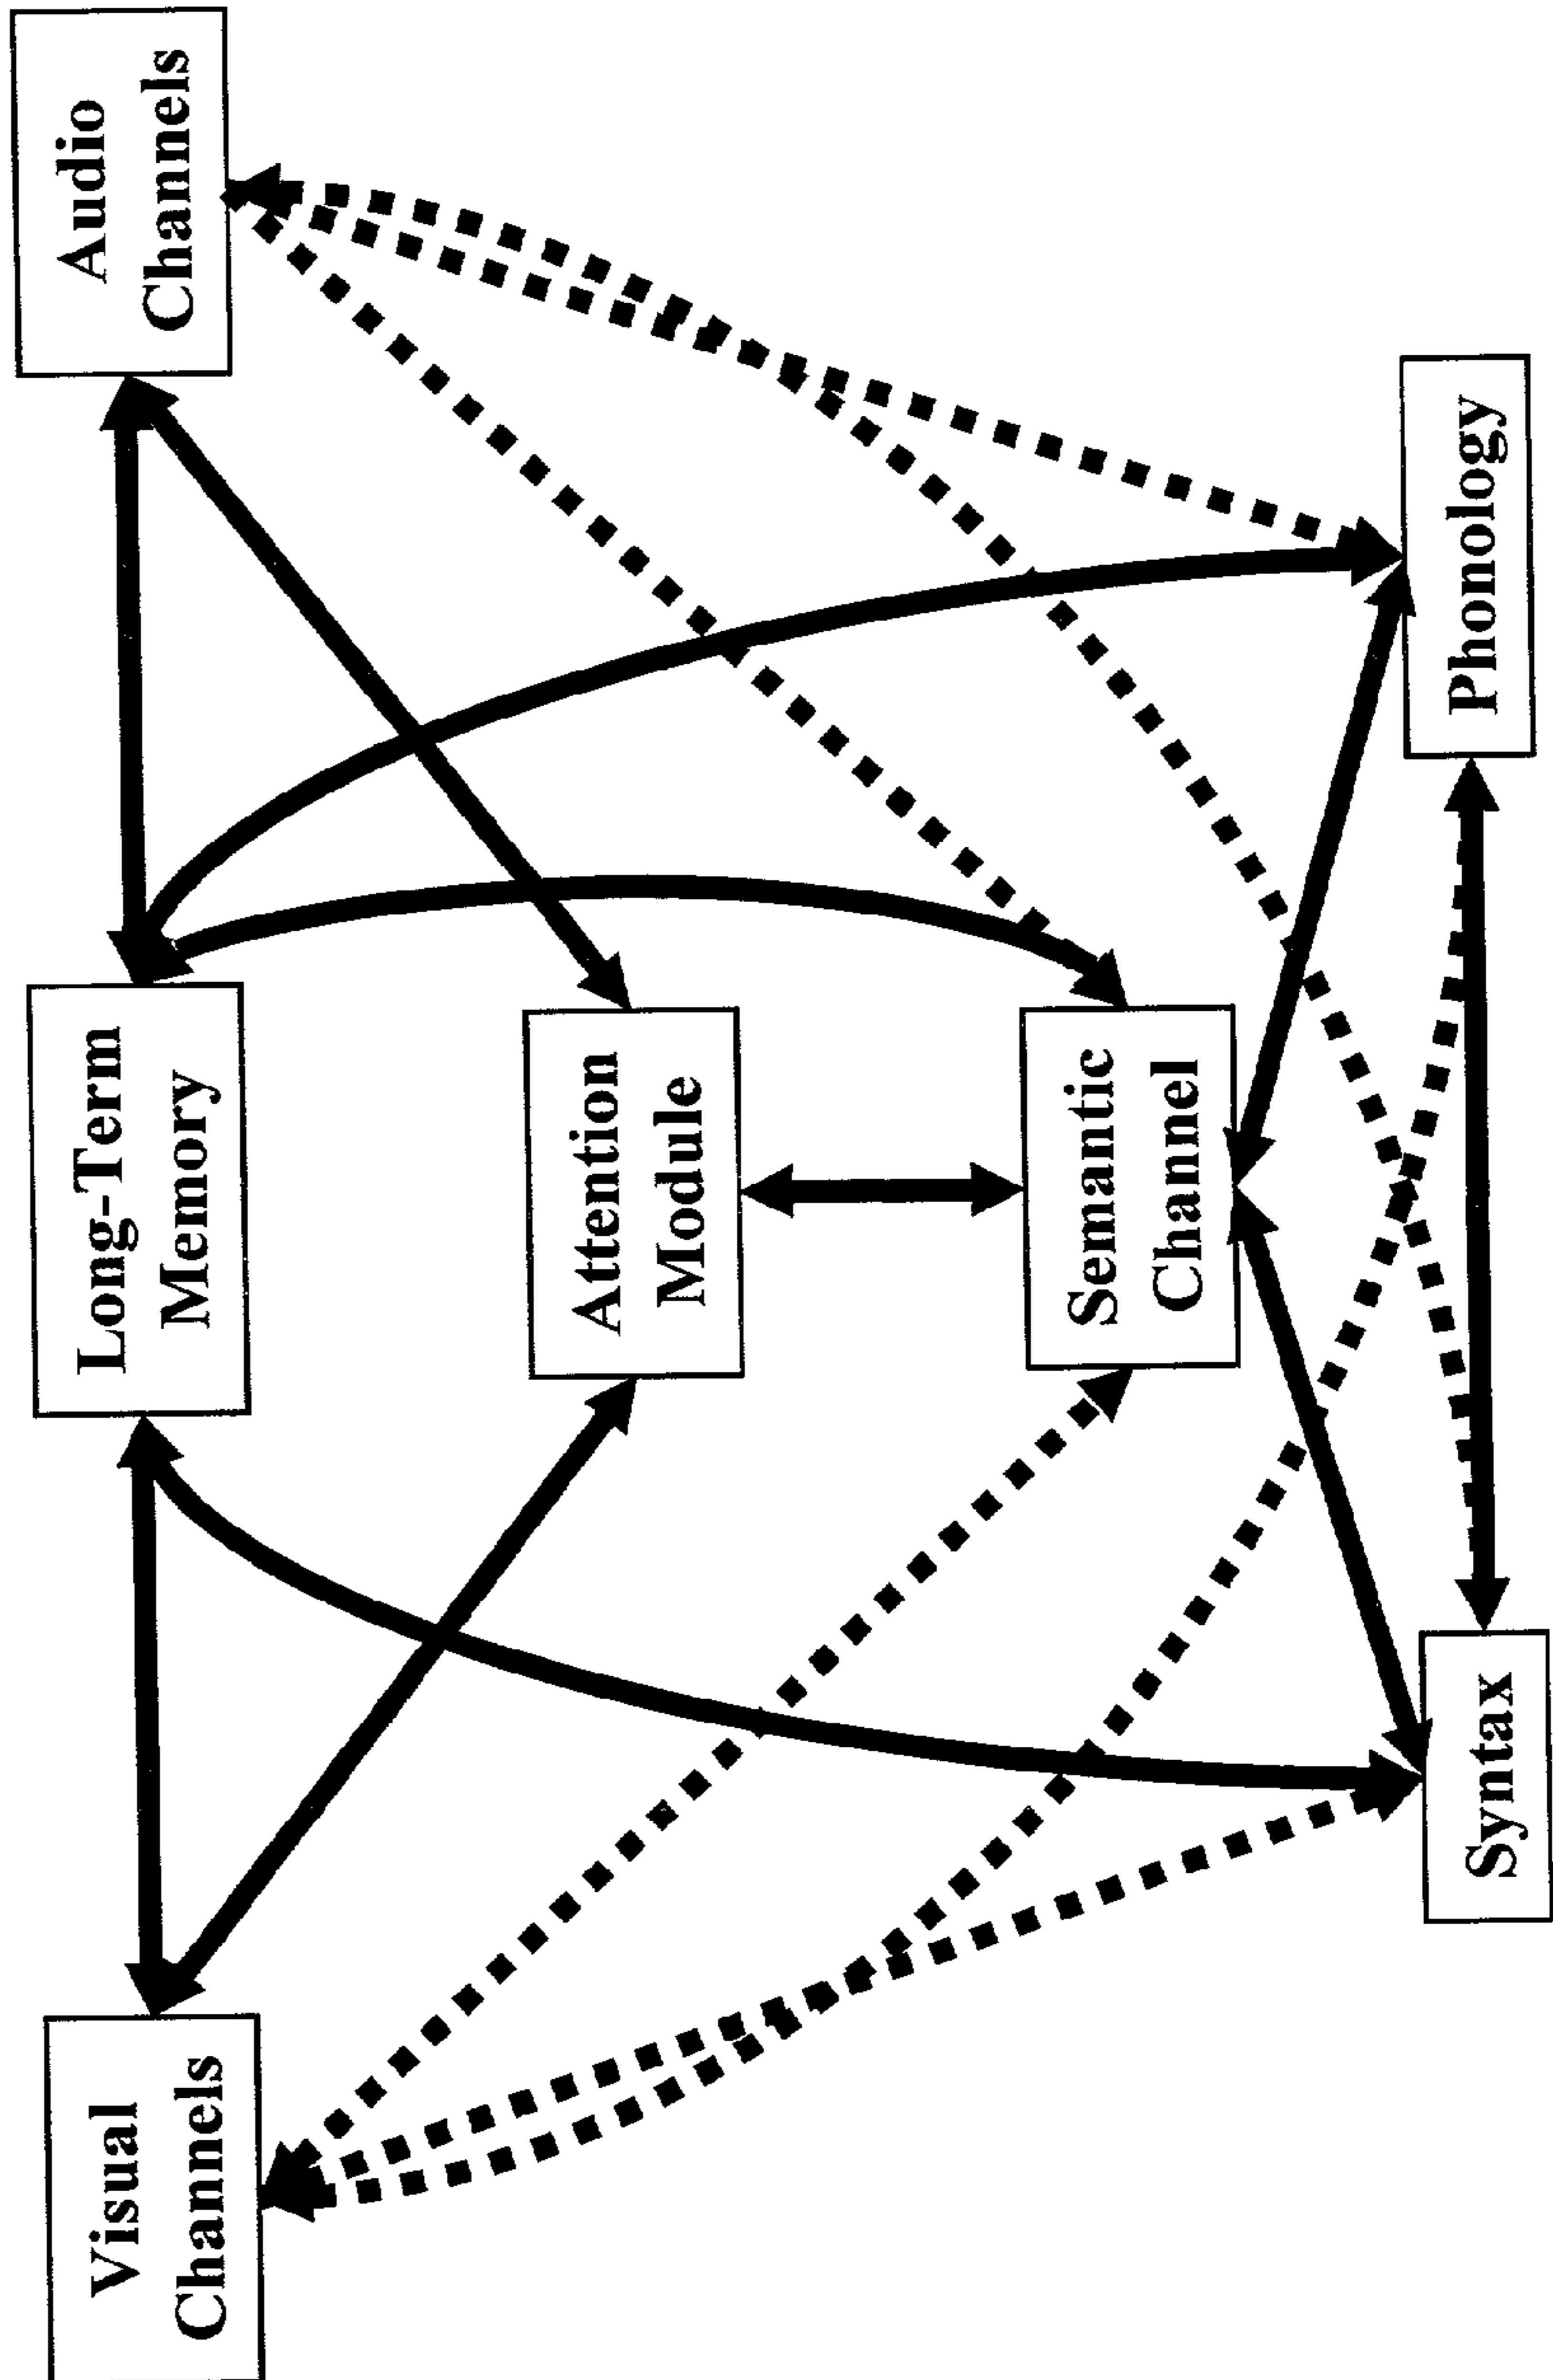 Visual
Channels
Long-Term
Memory
Audio
Channels
Attention
Module
Semantic
Channel
Syntax
Phonology